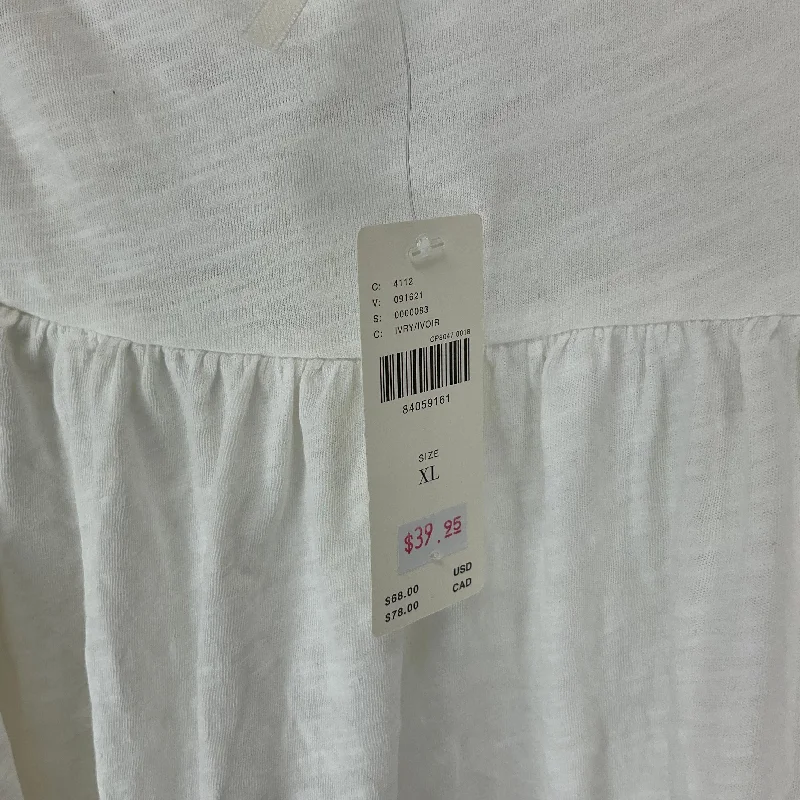 C: 4112
V: 091621
S: 0000083
C: IVRY/IVOIR
84059161
SIZE
XL
$39.95
$68.00 USD
$78.00 CAD